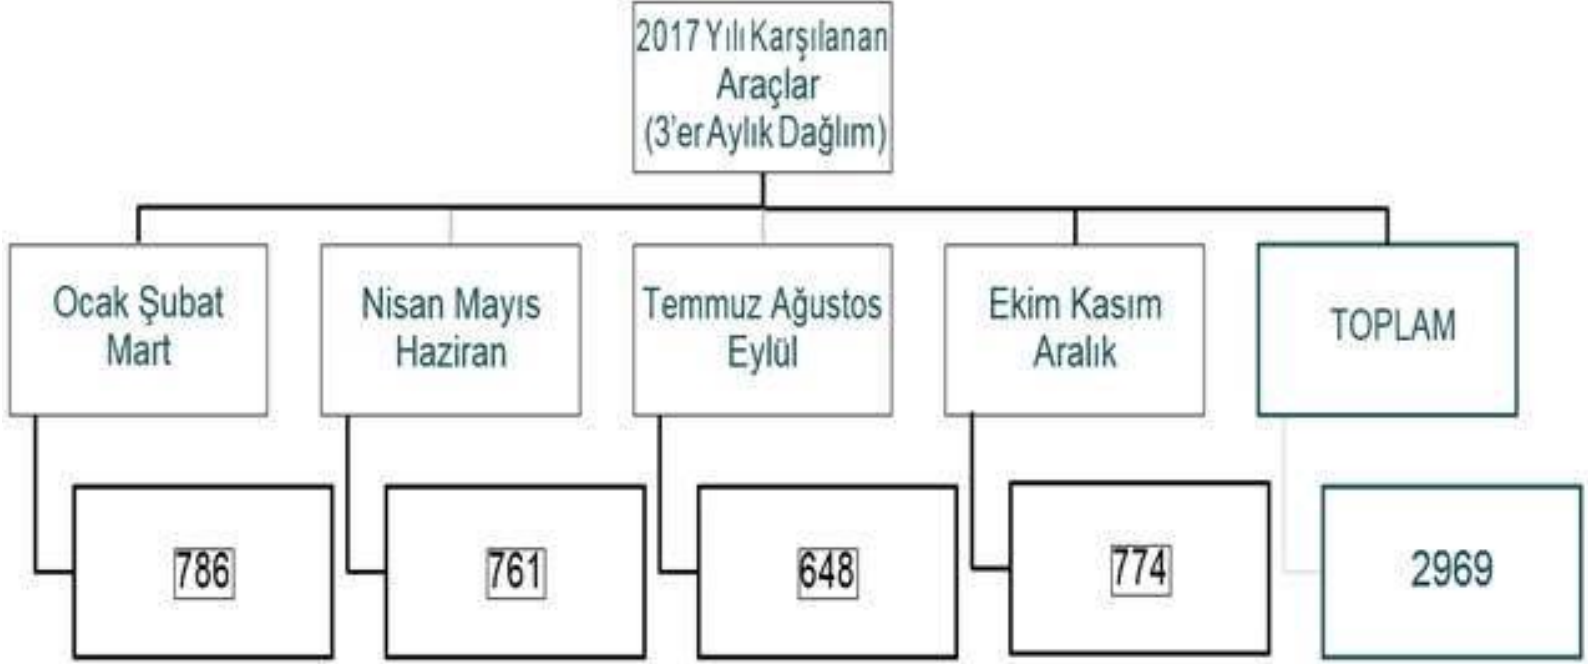 2017 Yılı Karşılanan
Araçlar
(3'er Aylık Dağlım)
Ocak Şubat
Mart
Nisan Mayıs
Haziran
Temmuz Ağustos
Eylül
Ekim Kasım
Aralık
TOPLAM
786
761
648
774
2969